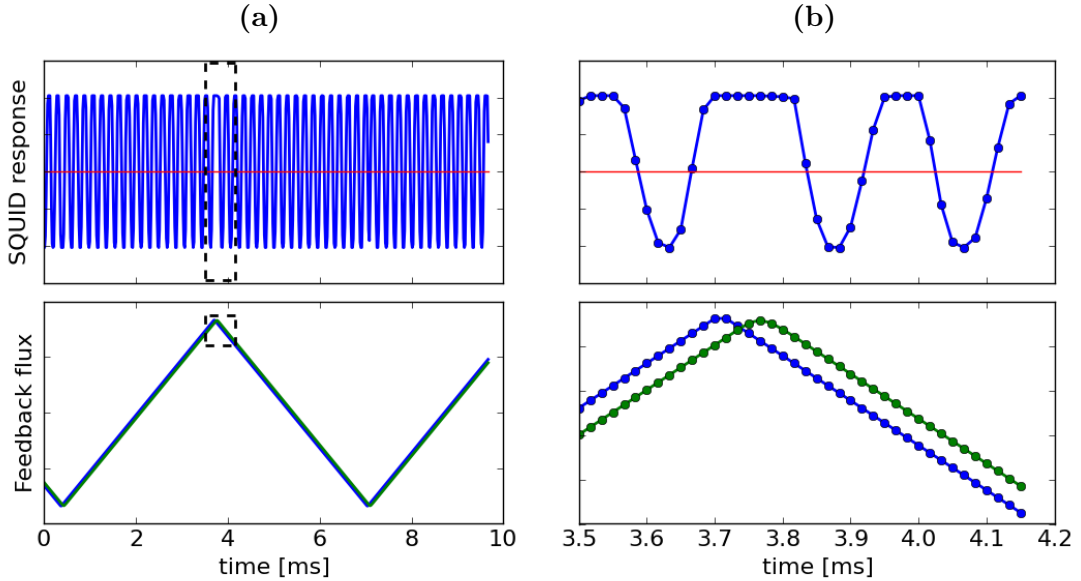 (a)
(b)
SQUID response
Feedback flux
0 2 4 6 8 10
time [ms]
3.5 3.6 3.7 3.8 3.9 4.0 4.1 4.2
time [ms]